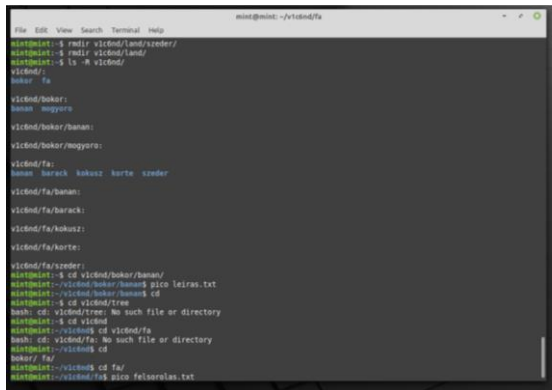 mint@mint: ~/v1c6nd/fa
File Edit View Search Terminal Help
mint@mint:~$ rmdir v1c6nd/land/szeder/
mint@mint:~$ rmdir v1c6nd/land/
mint@mint:~$ ls -R v1c6nd/
v1c6nd/:
bokor fa
v1c6nd/bokor:
banan mogyoro
v1c6nd/bokor/banan:
v1c6nd/bokor/mogyoro:
v1c6nd/fa:
banan barack kokusz korte szeder
v1c6nd/fa/banan:
v1c6nd/fa/barack:
v1c6nd/fa/kokusz:
v1c6nd/fa/korte:
v1c6nd/fa/szeder:
mint@mint:~$ cd v1c6nd/bokor/banan/
mint@mint:~/v1c6nd/bokor/banan$ pico leiras.txt
mint@mint:~/v1c6nd/bokor/banan$ cd
mint@mint:~$ cd v1c6nd/tree
bash: cd: v1c6nd/tree: No such file or directory
mint@mint:~$ cd v1c6nd
mint@mint:~/v1c6nd$ cd v1c6nd/fa
bash: cd: v1c6nd/fa: No such file or directory
mint@mint:~/v1c6nd$ cd
bokor/ fa/
mint@mint:~/v1c6nd$ cd fa/
mint@mint:~/v1c6nd/fa$ pico felsorolas.txt